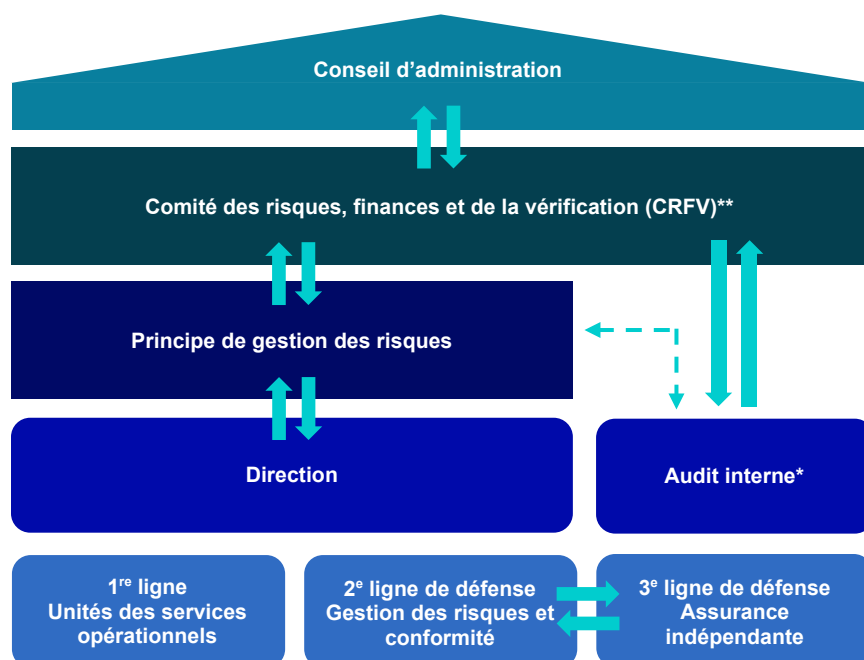 Conseil d'administration
Comité des risques, finances et de la vérification (CRFV)**
Principe de gestion des risques
Direction
Audit interne*
1re ligne
Unités des services
opérationnels
2e ligne de défense
Gestion des risques et
conformité
3e ligne de défense
Assurance
indépendante